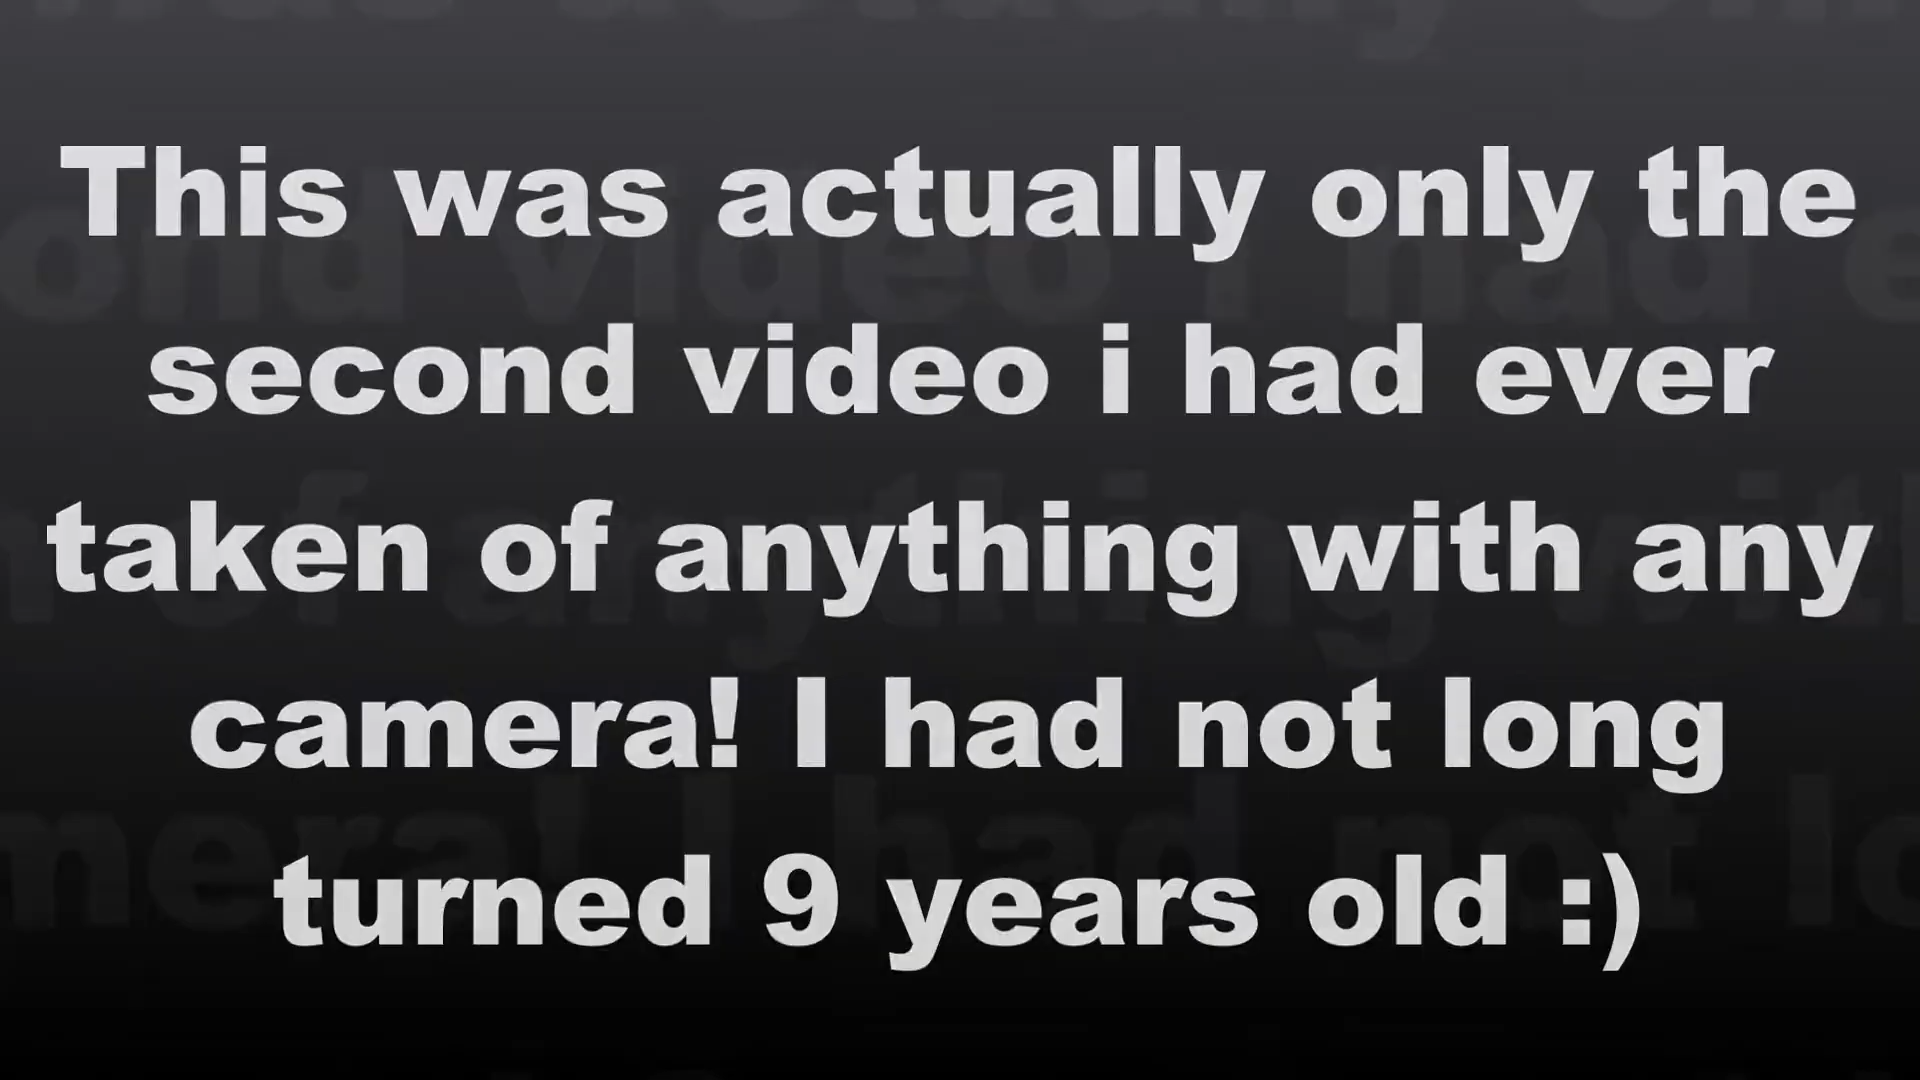 This was actually only the
second video i had ever
taken of anything with any
camera! I had not long
turned 9 years old :)